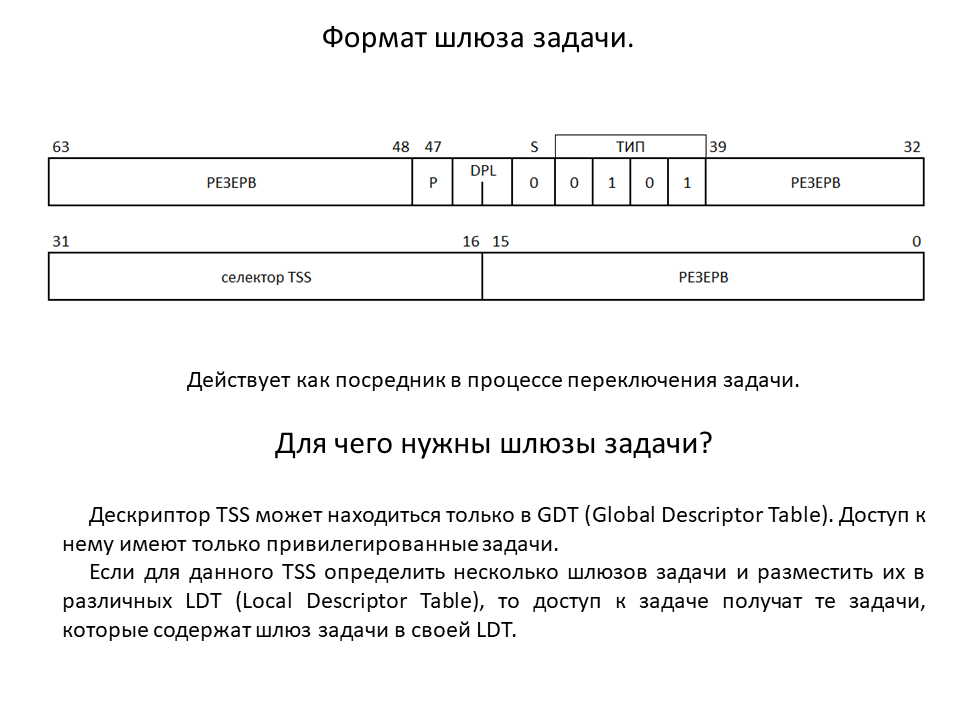 Формат шлюза задачи.
63 48 47 S ТИП 39 32
РЕЗЕРВ P DPL 0 0 1 0 1 РЕЗЕРВ
31 16 15 0
селектор TSS РЕЗЕРВ
Действует как посредник в процессе переключения задачи.
Для чего нужны шлюзы задачи?
Дескриптор TSS может находиться только в GDT (Global Descriptor Table). Доступ к
нему имеют только привилегированные задачи.
Если для данного TSS определить несколько шлюзов задачи и разместить их в
различных LDT (Local Descriptor Table), то доступ к задаче получат те задачи,
которые содержат шлюз задачи в своей LDT.